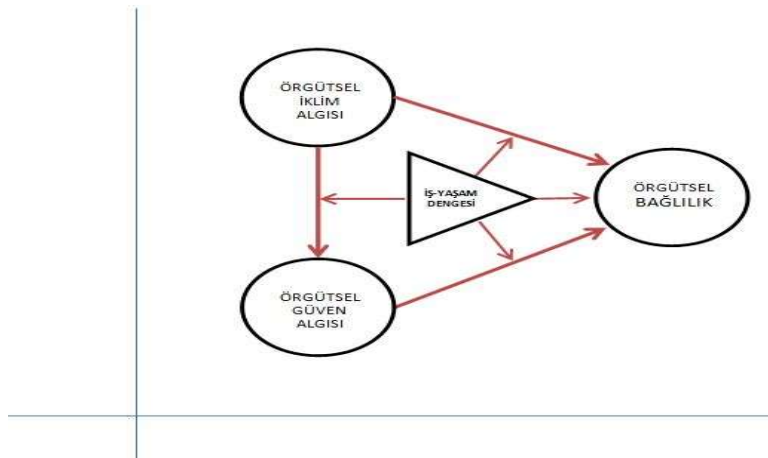 ÖRGÜTSEL
İKLİM
ALGISI
İŞ-YAŞAM
DENGESİ
ÖRGÜTSEL
BAĞLILIK
ÖRGÜTSEL
GÜVEN
ALGISI